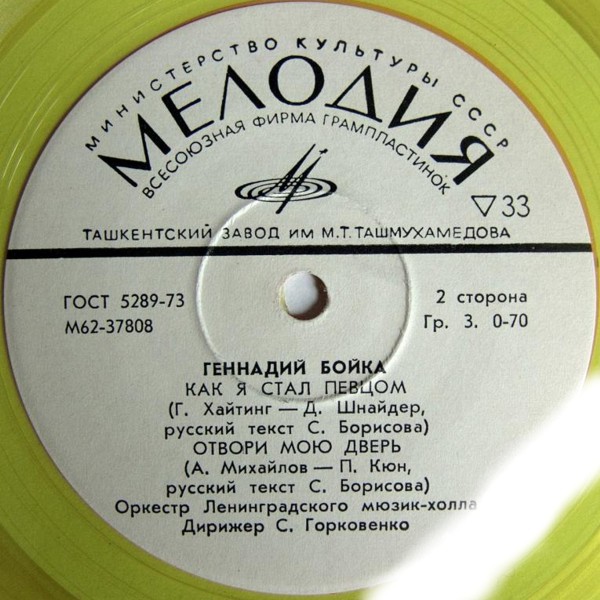 МИНИСТЕРСТВО КУЛЬТУРЫ СССР
МЕЛОДИЯ
ВСЕСОЮЗНАЯ ФИРМА ГРАМПЛАСТИНОК
▽33
ТАШКЕНТСКИЙ ЗАВОД ИМ М.Т.ТАШМУХАМЕДОВА
ГОСТ 5289-73
М62-37808
2 сторона
Гр. 3. 0-70
ГЕННАДИЙ БОЙКА
КАК Я СТАЛ ПЕВЦОМ
(Г. Хайтинг — Д. Шнайдер,
русский текст С. Борисова)
ОТВОРИ МОЮ ДВЕРЬ
(А. Михайлов — П. Кюн,
русский текст С. Борисова)
Оркестр Ленинградского мюзик-холла
Дирижер С. Горковенко